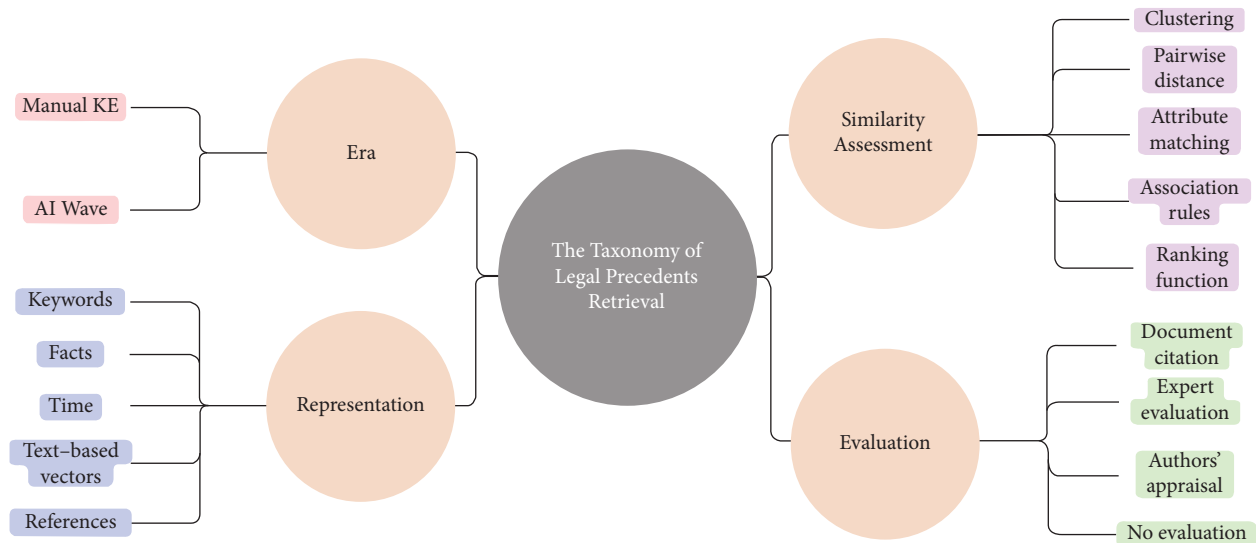 The Taxonomy of
Legal Precedents
Retrieval
Era
Manual KE
AI Wave
Representation
Keywords
Facts
Time
Text–based
vectors
References
Similarity
Assessment
Clustering
Pairwise
distance
Attribute
matching
Association
rules
Ranking
function
Evaluation
Document
citation
Expert
evaluation
Authors’
appraisal
No evaluation